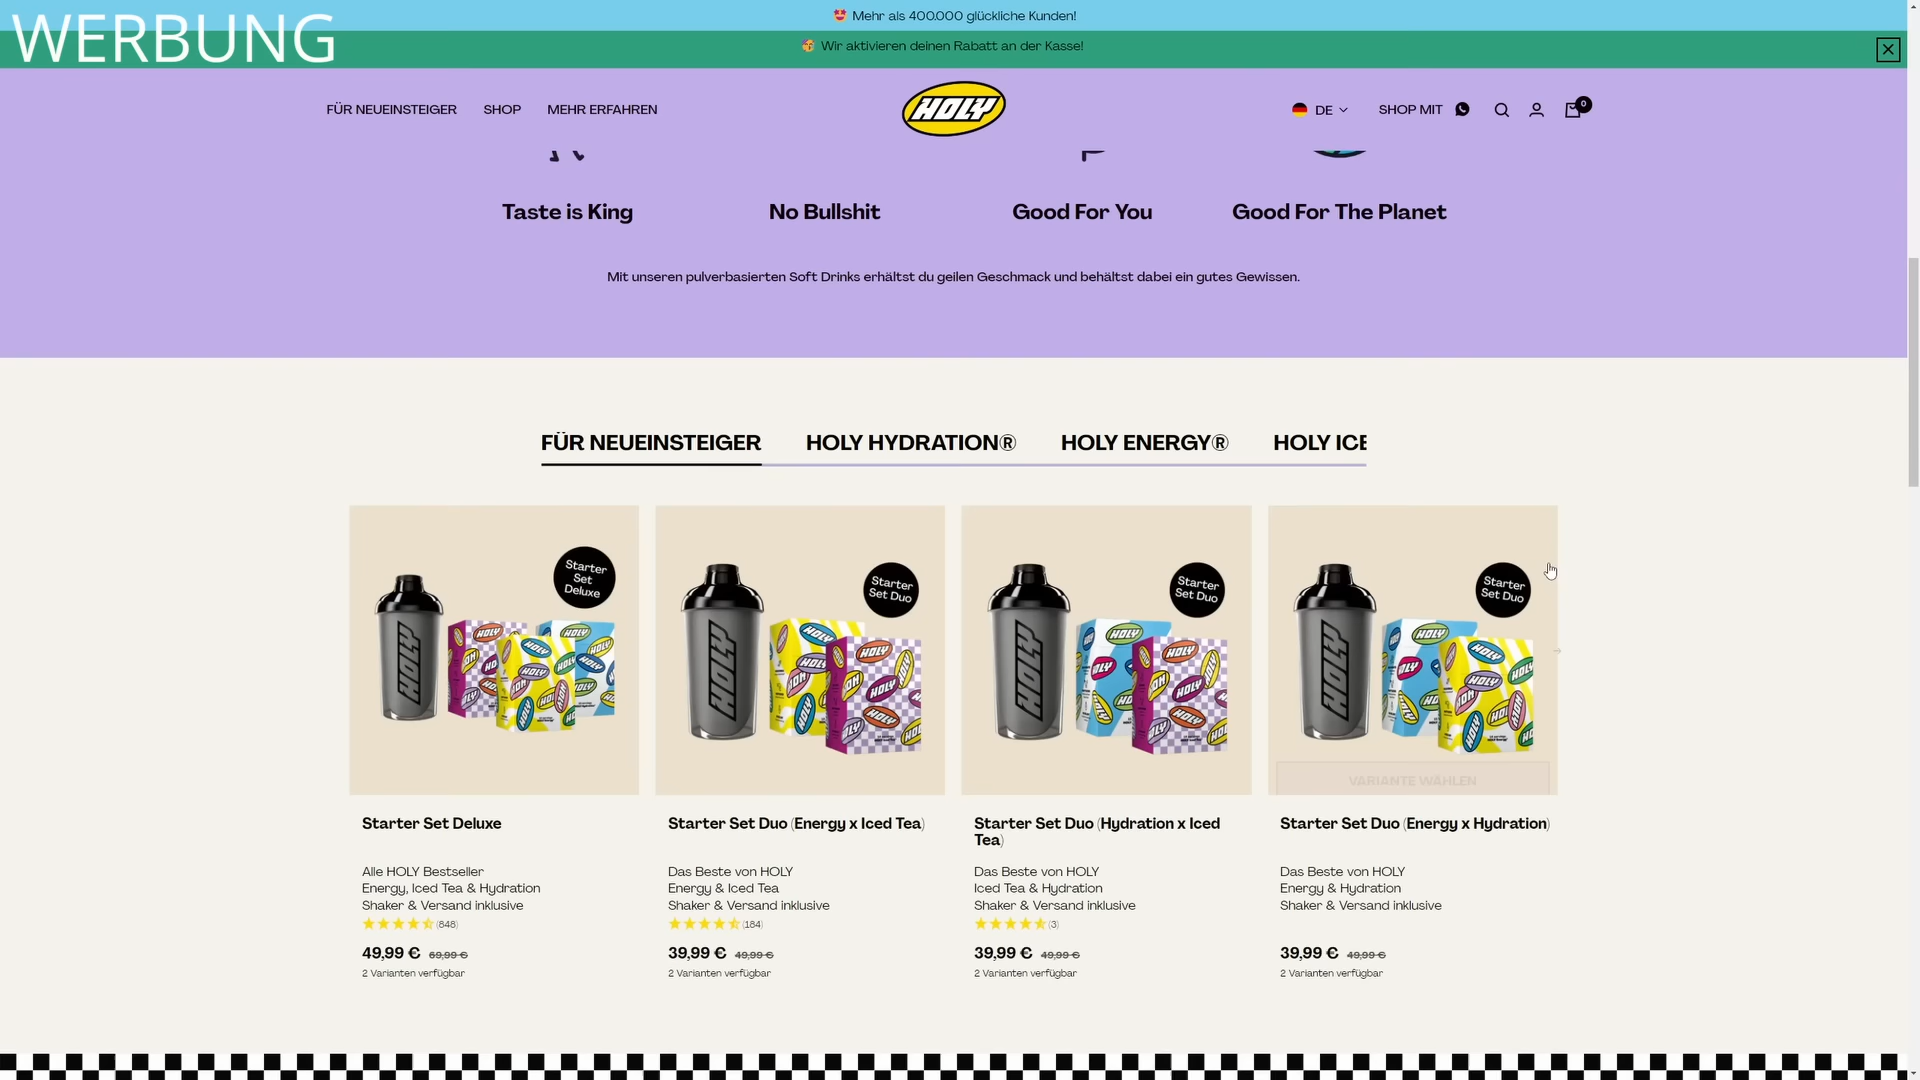 WERBUNG
🤩 Mehr als 400.000 glückliche Kunden!
🥳 Wir aktivieren deinen Rabatt an der Kasse!
FÜR NEUEINSTEIGER SHOP MEHR ERFAHREN HOLY DE SHOP MIT 0
Taste is King No Bullshit Good For You Good For The Planet
Mit unseren pulverbasierten Soft Drinks erhältst du geilen Geschmack und behältst dabei ein gutes Gewissen.
FÜR NEUEINSTEIGER HOLY HYDRATION® HOLY ENERGY® HOLY ICE
Starter
Set
Deluxe
HOLY
Starter
Set Duo
HOLY
Starter
Set Duo
HOLY
Starter
Set Duo
HOLY
VARIANTE WÄHLEN
Starter Set Deluxe
Alle HOLY Bestseller
Energy, Iced Tea & Hydration
Shaker & Versand inklusive
(848)
49,99 € 69,99 €
2 Varianten verfügbar
Starter Set Duo (Energy x Iced Tea)
Das Beste von HOLY
Energy & Iced Tea
Shaker & Versand inklusive
(184)
39,99 € 49,99 €
2 Varianten verfügbar
Starter Set Duo (Hydration x Iced
Tea)
Das Beste von HOLY
Iced Tea & Hydration
Shaker & Versand inklusive
(3)
39,99 € 49,99 €
2 Varianten verfügbar
Starter Set Duo (Energy x Hydration)
Das Beste von HOLY
Energy & Hydration
Shaker & Versand inklusive
39,99 € 49,99 €
2 Varianten verfügbar